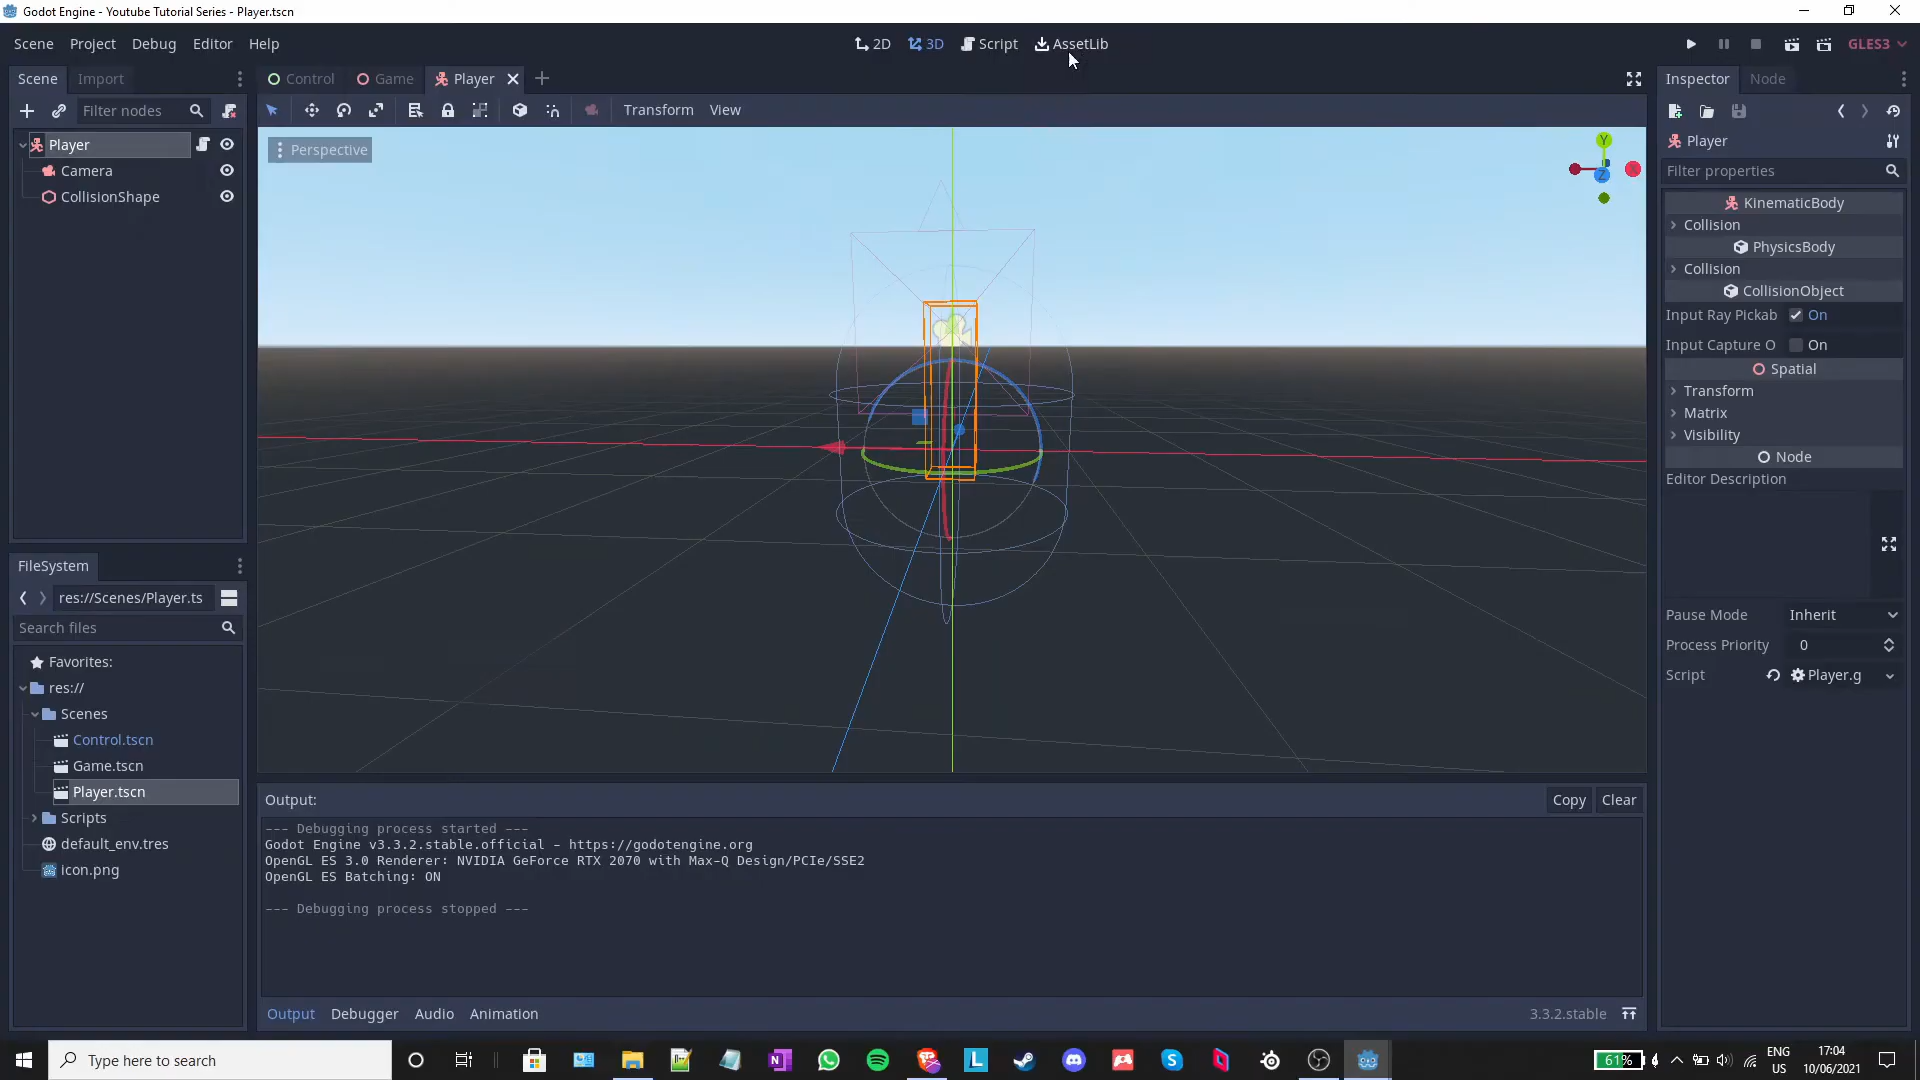 Godot Engine - Youtube Tutorial Series - Player.tscn
Scene Project Debug Editor Help
2D 3D Script AssetLib
GLES3
Scene Import
Control Game Player
Inspector Node
Filter nodes
Transform View
Player
Camera
CollisionShape
Perspective
Y
X
Z
Player
Filter properties
KinematicBody
Collision
PhysicsBody
Collision
CollisionObject
Input Ray Pickab On
Input Capture O On
Spatial
Transform
Matrix
Visibility
Node
Editor Description
Pause Mode Inherit
Process Priority 0
Script Player.g
FileSystem
res://Scenes/Player.ts
Search files
Favorites:
res://
Scenes
Control.tscn
Game.tscn
Player.tscn
Scripts
default_env.tres
icon.png
Output: Copy Clear
--- Debugging process started ---
Godot Engine v3.3.2.stable.official - https://godotengine.org
OpenGL ES 3.0 Renderer: NVIDIA GeForce RTX 2070 with Max-Q Design/PCIe/SSE2
OpenGL ES Batching: ON
--- Debugging process stopped ---
Output Debugger Audio Animation 3.3.2.stable
Type here to search
61%
ENG
US
17:04
10/06/2021